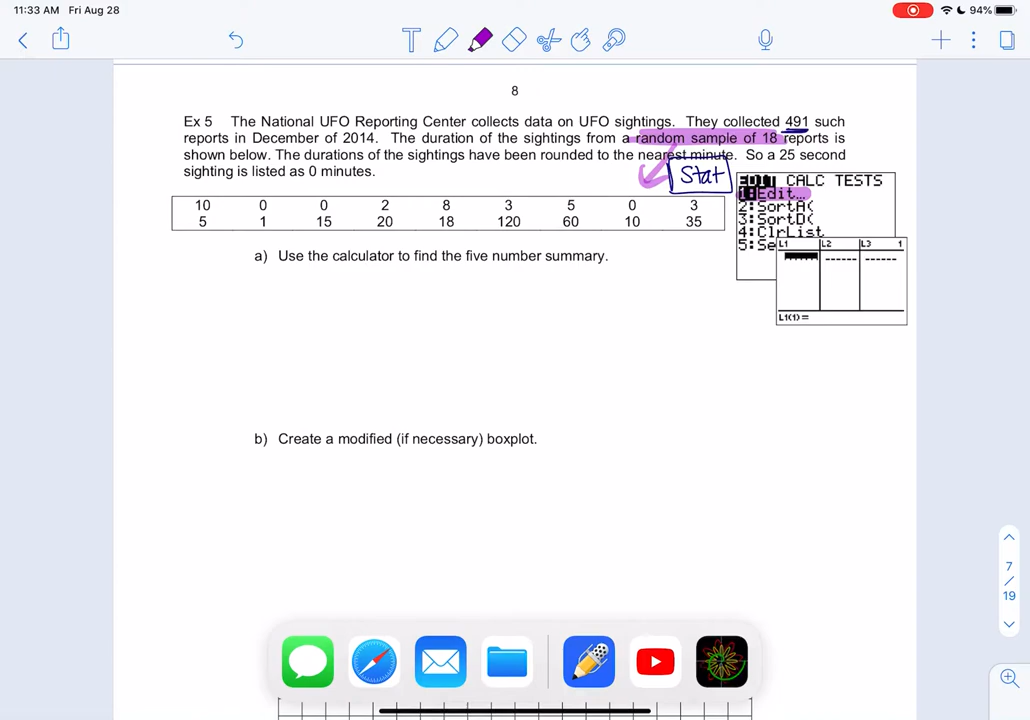 11:33 AM Fri Aug 28
94%
8
Ex 5 The National UFO Reporting Center collects data on UFO sightings. They collected 491 such
reports in December of 2014. The duration of the sightings from a random sample of 18 reports is
shown below. The durations of the sightings have been rounded to the nearest minute. So a 25 second
sighting is listed as 0 minutes.
Stat
EDIT CALC TESTS
1:Edit…
2:SortA(
3:SortD(
4:ClrList
5:Se
L1 L2 L3 1
L1(1)=
10 0 0 2 8 3 5 0 3
5 1 15 20 18 120 60 10 35
a) Use the calculator to find the five number summary.
b) Create a modified (if necessary) boxplot.
7
/
19
T